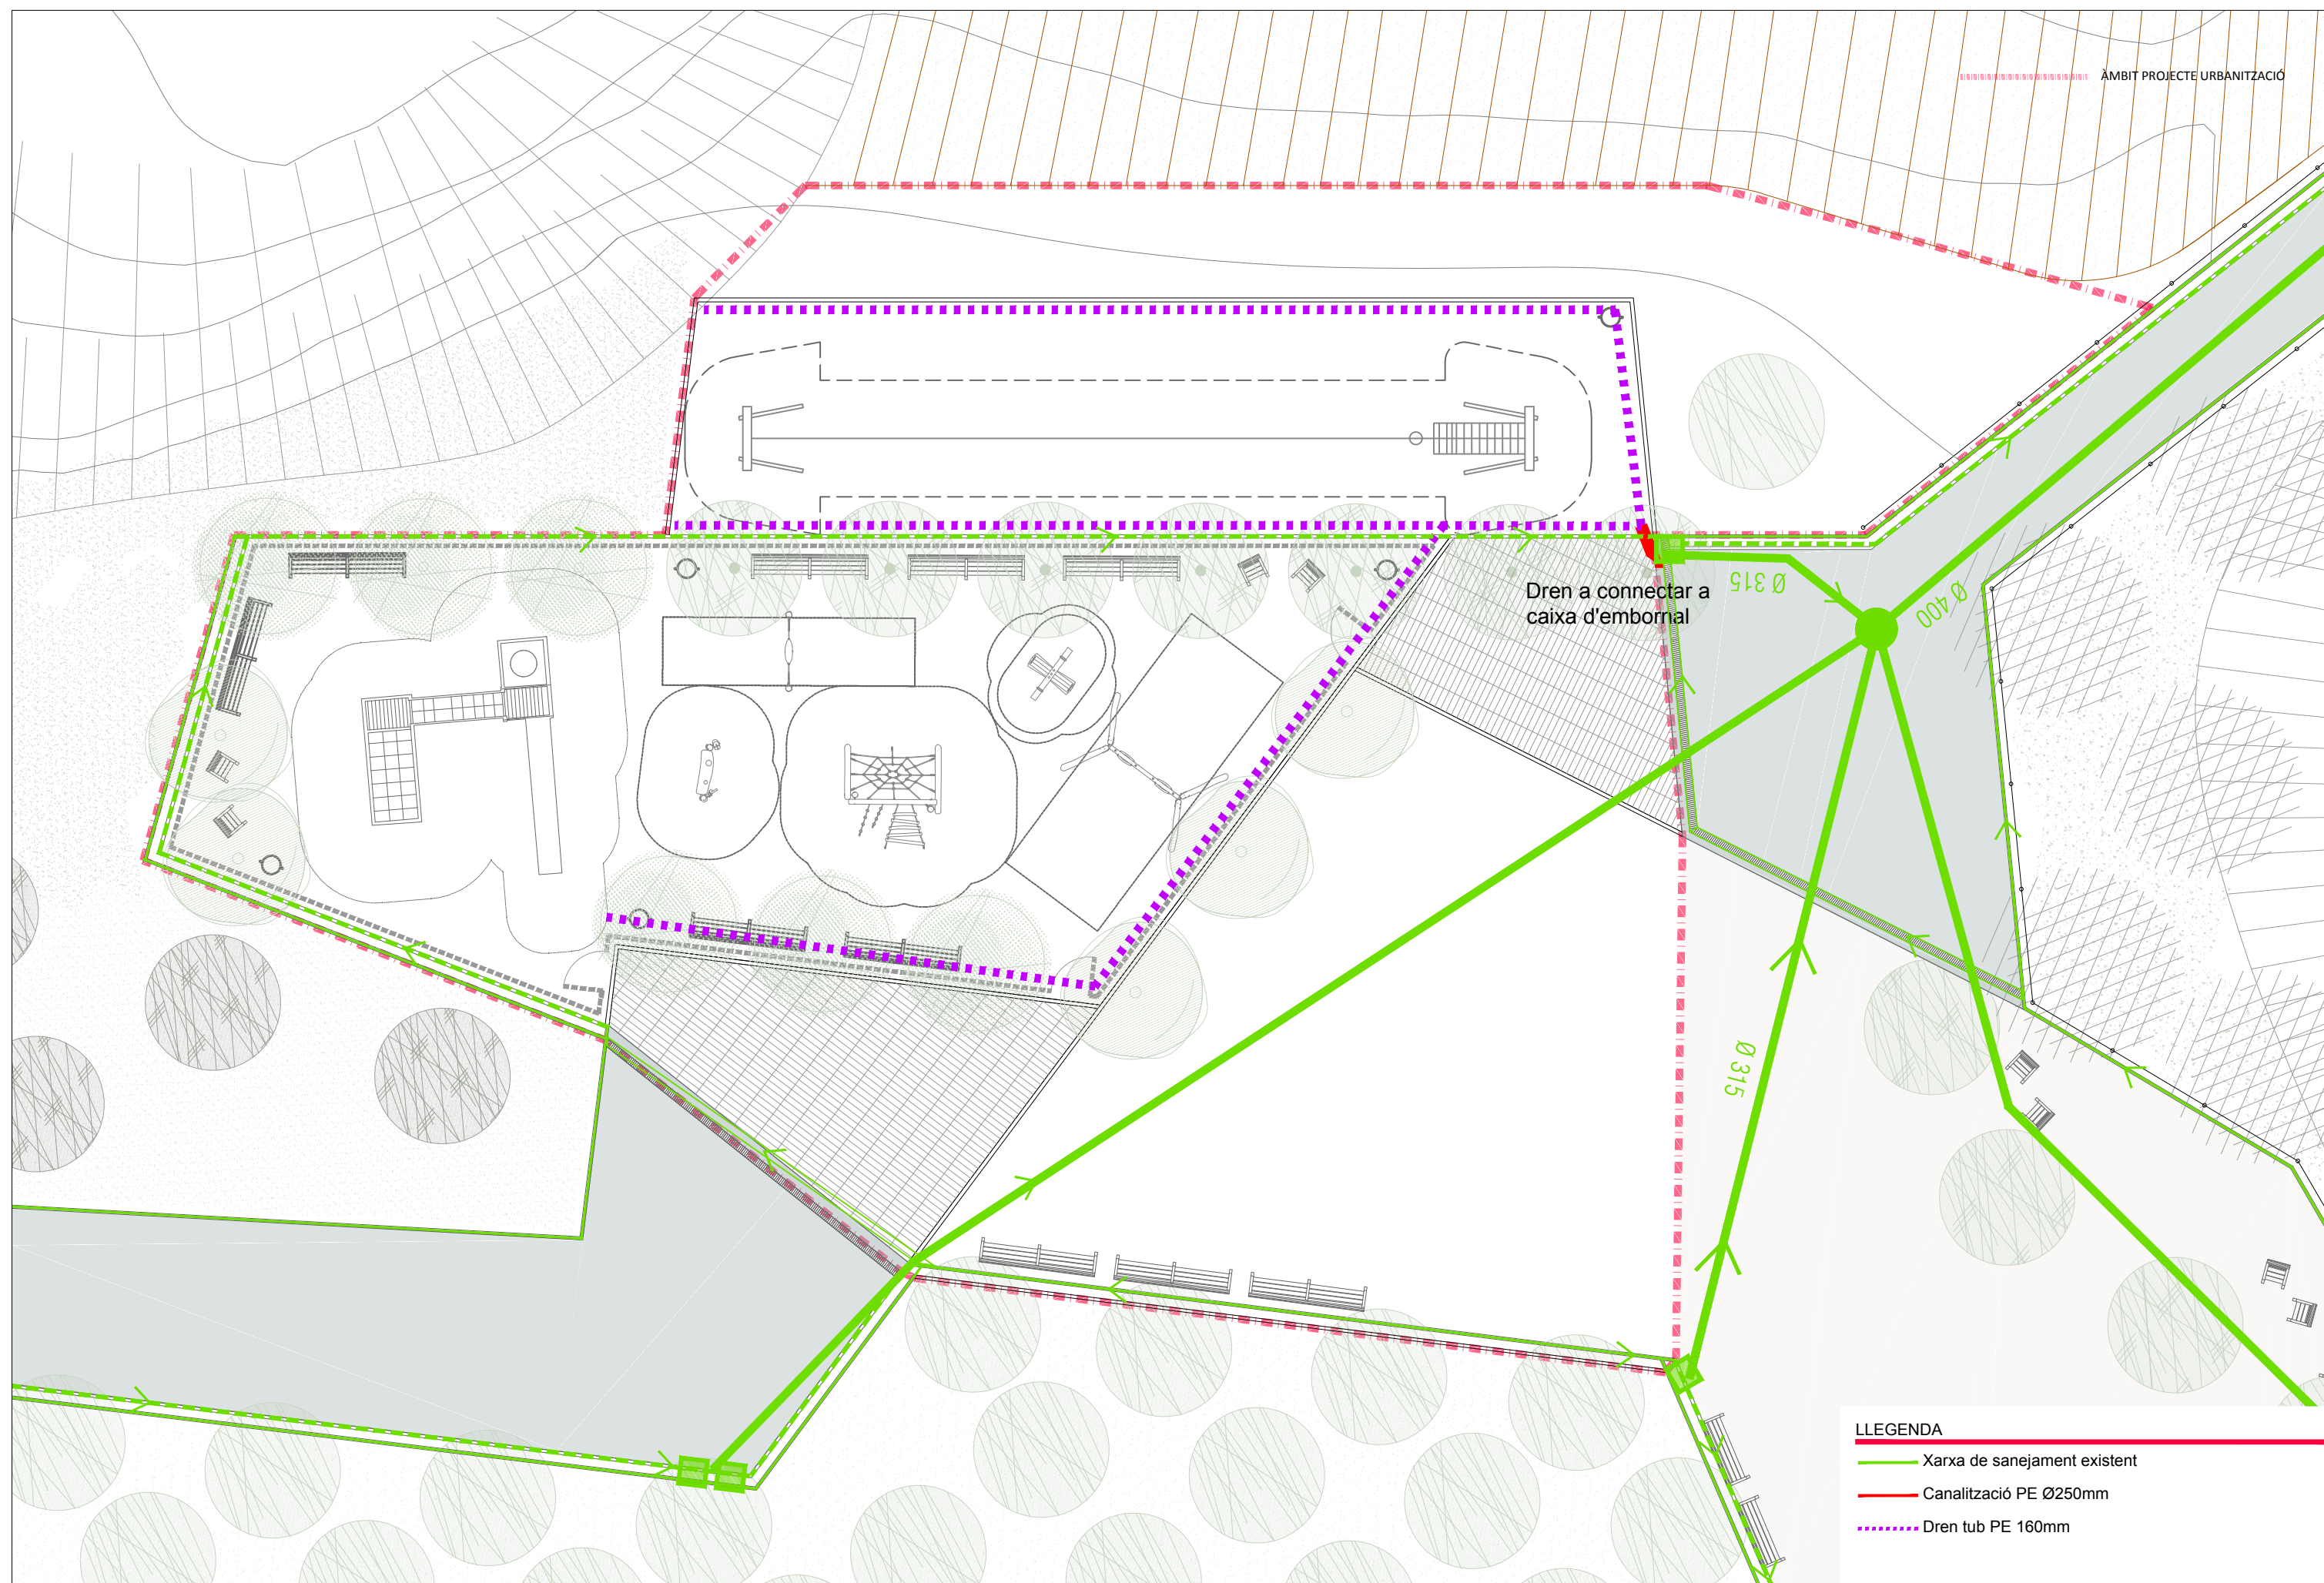 ÀMBIT PROJECTE URBANITZACIÓ
Dren a connectar a
caixa d'embornal
Ø 315
Ø 400
Ø 315
LLEGENDA
Xarxa de sanejament existent
Canalització PE Ø250mm
Dren tub PE 160mm